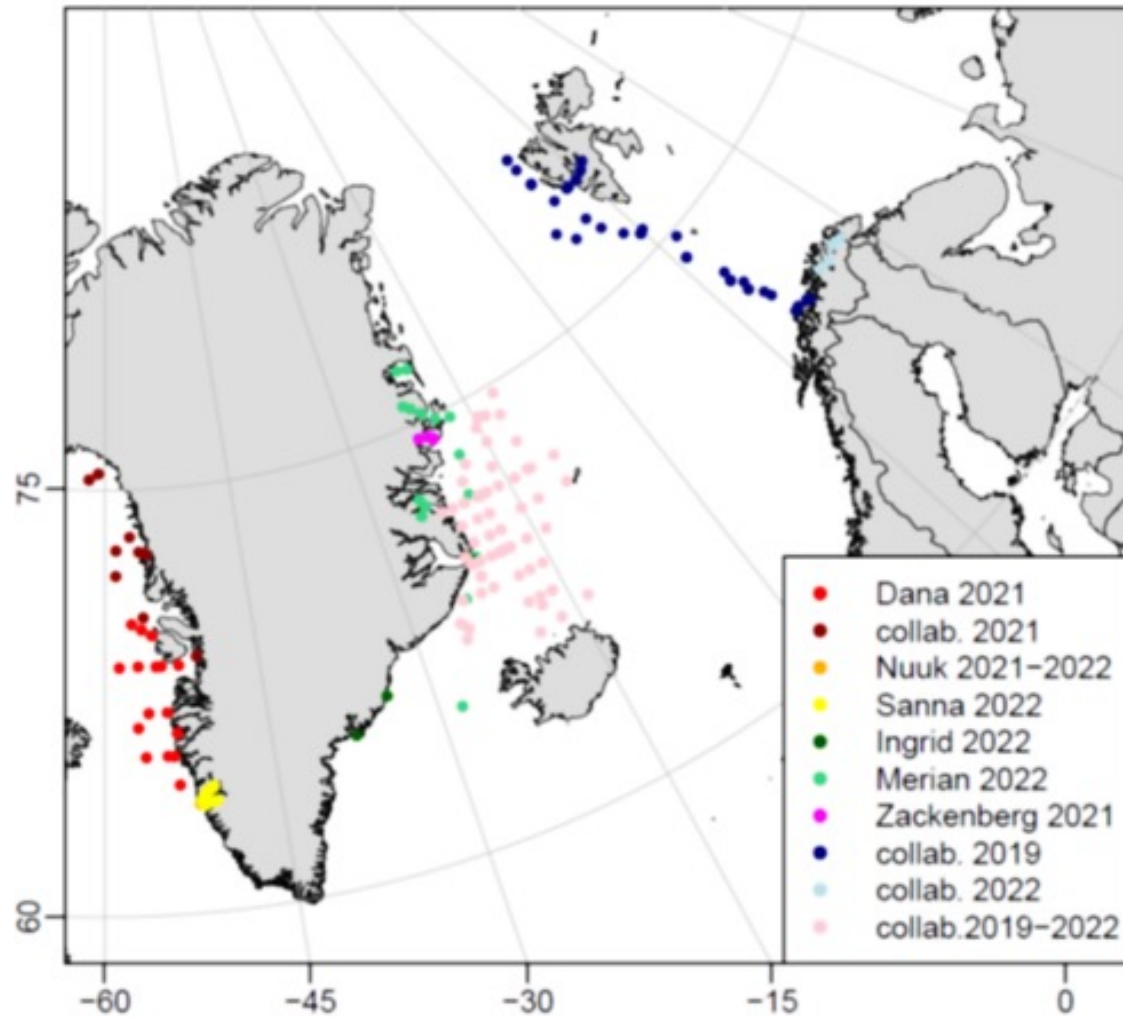 75
60
Dana 2021
collab. 2021
Nuuk 2021−2022
Sanna 2022
Ingrid 2022
Merian 2022
Zackenberg 2021
collab. 2019
collab. 2022
collab.2019−2022
−60 −45 −30 −15 0